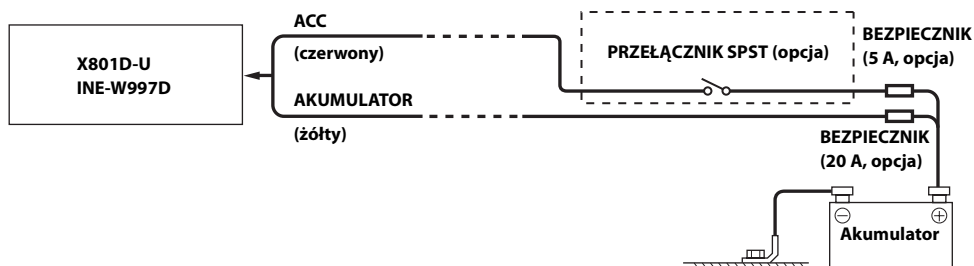 X801D-U
INE-W997D
ACC
(czerwony)
AKUMULATOR
(żółty)
PRZEŁĄCZNIK SPST (opcja)
BEZPIECZNIK
(5 A, opcja)
BEZPIECZNIK
(20 A, opcja)
Akumulator